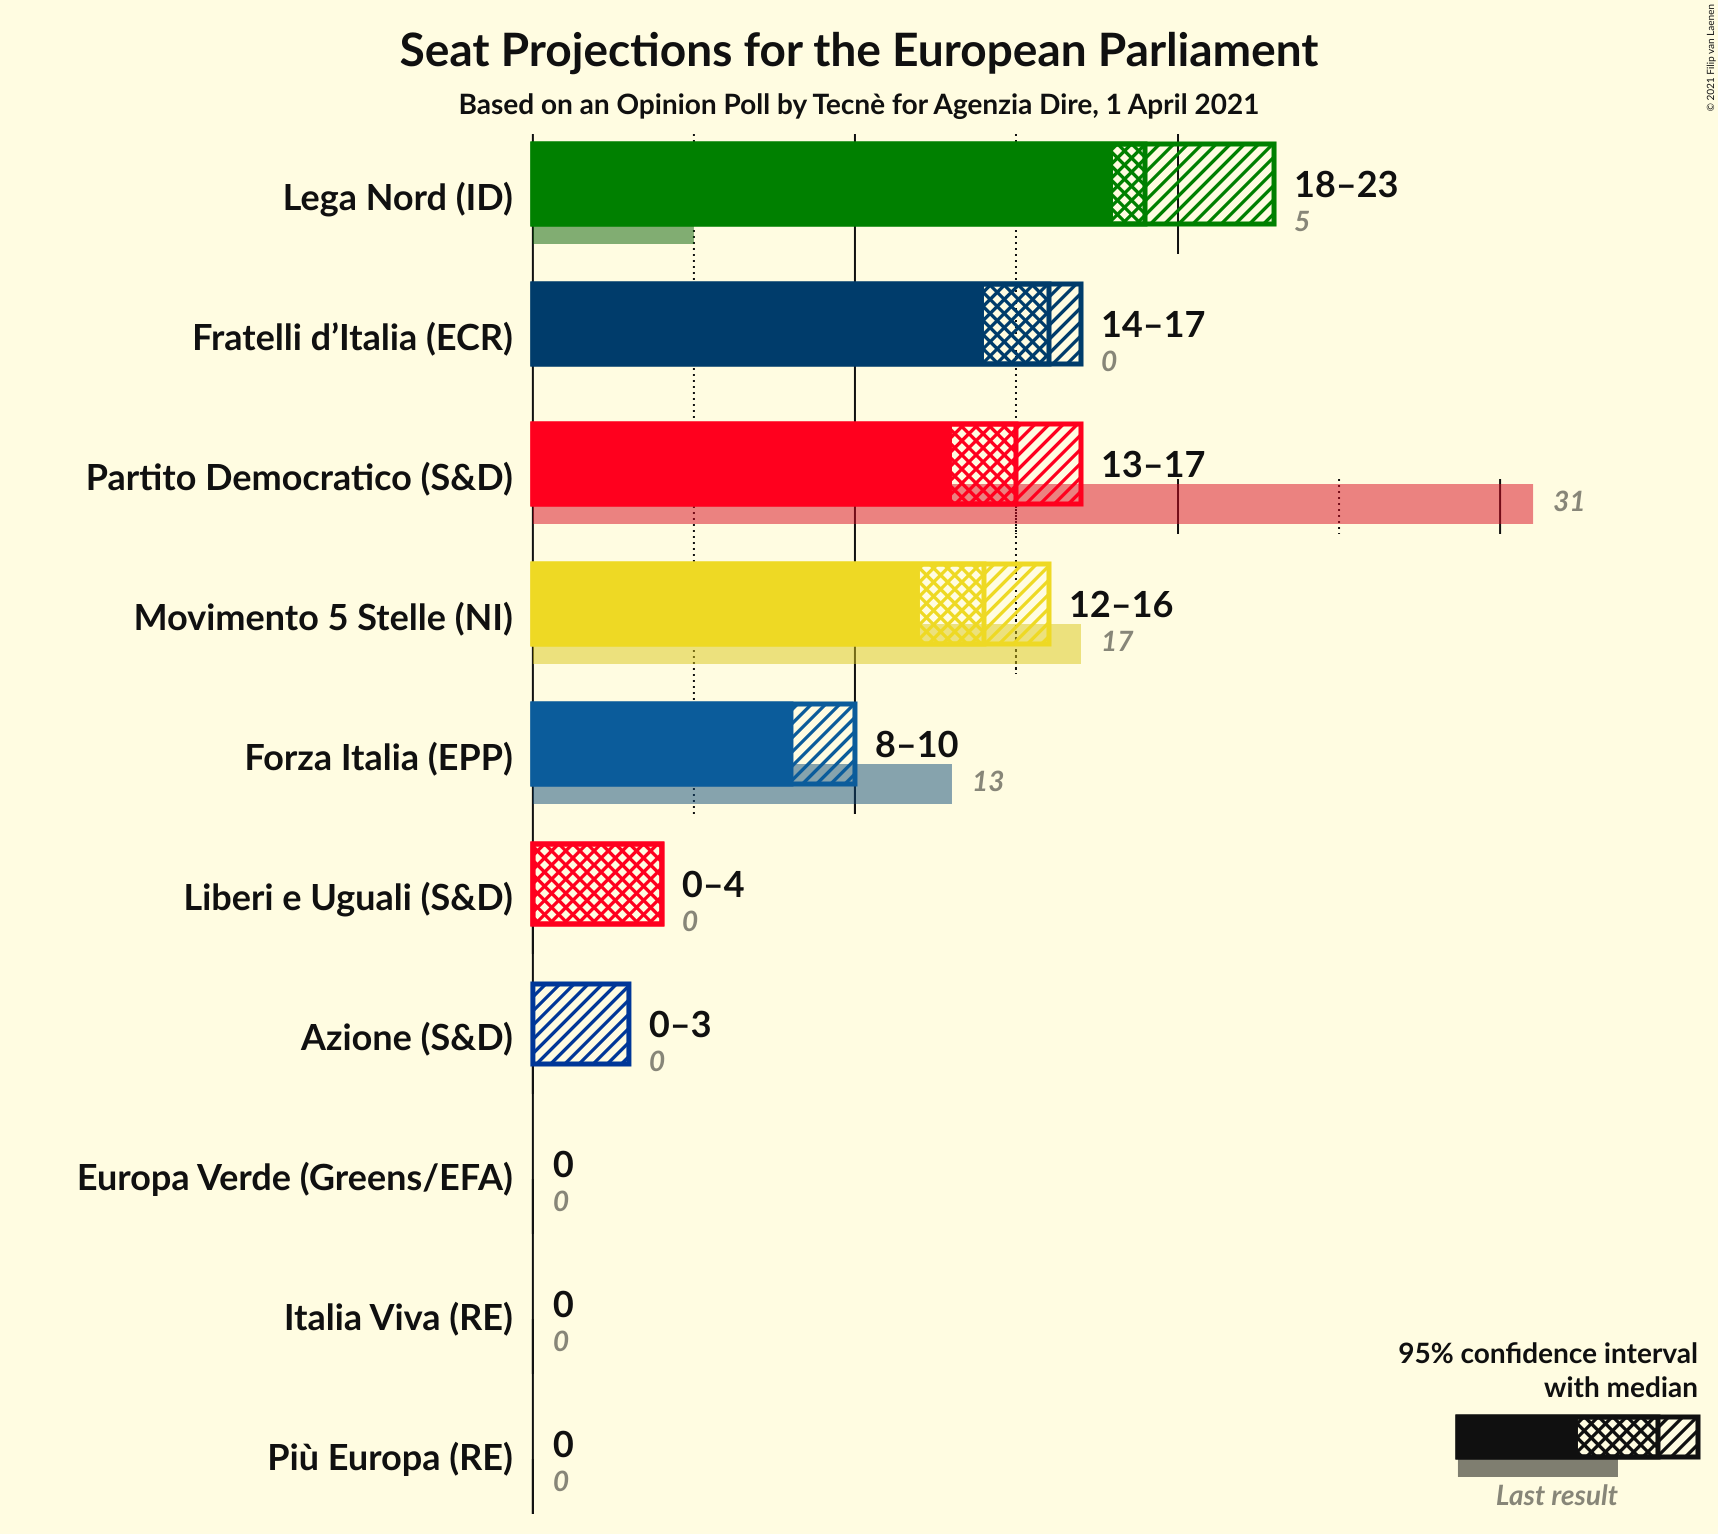 Seat Projections for the European Parliament
Based on an Opinion Poll by Tecnè for Agenzia Dire, 1 April 2021
© 2021 Filip van Laenen
Lega Nord (ID)
18–23
5
Fratelli d’Italia (ECR)
14–17
0
Partito Democratico (S&D)
13–17
31
Movimento 5 Stelle (NI)
12–16
17
Forza Italia (EPP)
8–10
13
Liberi e Uguali (S&D)
0–4
0
Azione (S&D)
0–3
0
Europa Verde (Greens/EFA)
0
0
Italia Viva (RE)
0
0
Più Europa (RE)
0
0
95% confidence interval
with median
Last result